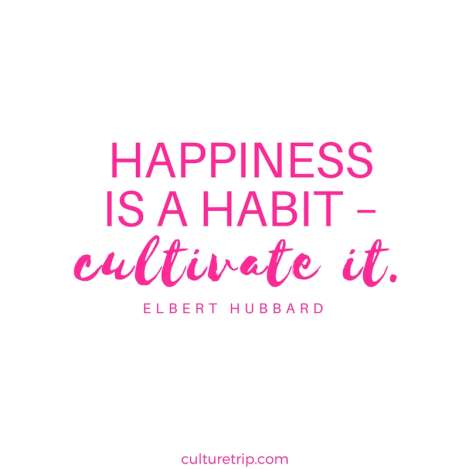 HAPPINESS
IS A HABIT –
cultivate it.
ELBERT HUBBARD
culturetrip.com